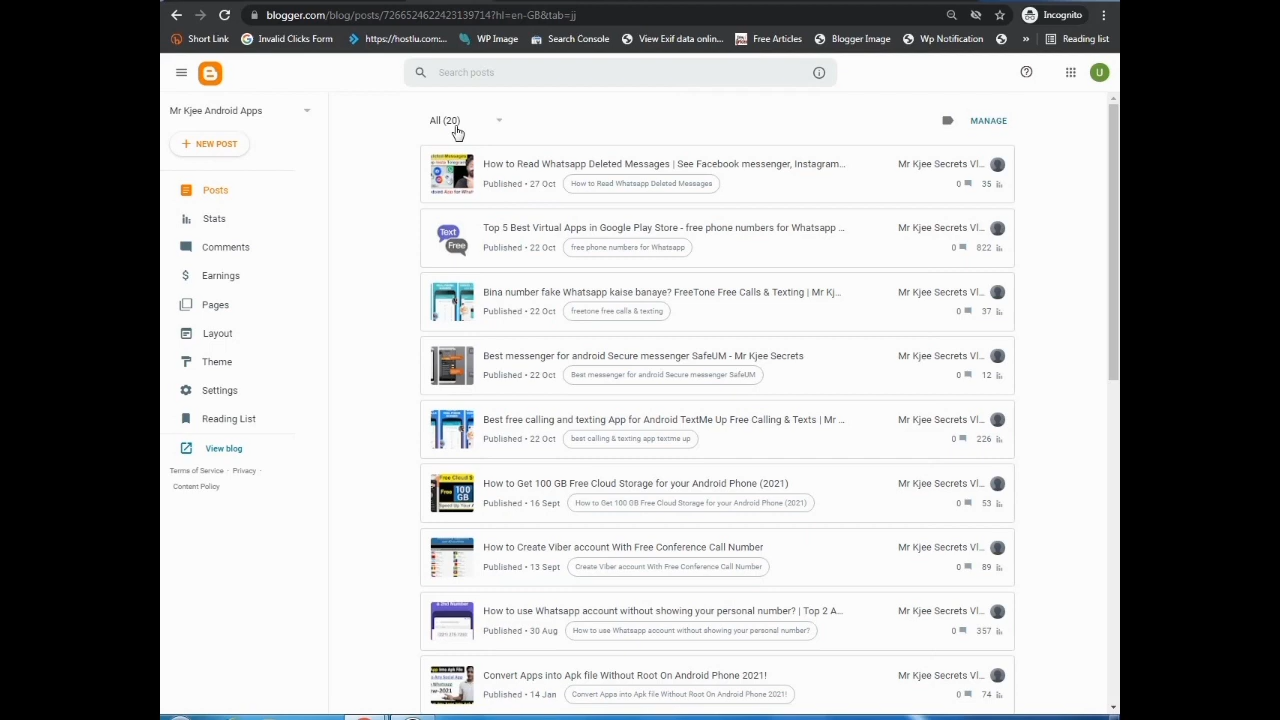 blogger.com/blog/posts/7266524622423139714?hl=en-GB&tab=jj
Incognito
Short Link
Invalid Clicks Form
https://hostlu.com:...
WP Image
Search Console
View Exif data onlin...
Free Articles
Blogger Image
Wp Notification
»
Reading list
Search posts
U
Mr Kjee Android Apps
NEW POST
Posts
Stats
Comments
Earnings
Pages
Layout
Theme
Settings
Reading List
View blog
Terms of Service · Privacy ·
Content Policy
All (20)
MANAGE
How to Read Whatsapp Deleted Messages | See Facebook messenger, Instagram...
Mr Kjee Secrets Vl...
Published • 27 Oct
How to Read Whatsapp Deleted Messages
0 35
Text
Free
Top 5 Best Virtual Apps in Google Play Store - free phone numbers for Whatsapp ...
Mr Kjee Secrets Vl...
Published • 22 Oct
free phone numbers for Whatsapp
0 822
Bina number fake Whatsapp kaise banaye? FreeTone Free Calls & Texting | Mr Kj...
Mr Kjee Secrets Vl...
Published • 22 Oct
freetone free calls & texting
0 37
Best messenger for android Secure messenger SafeUM - Mr Kjee Secrets
Mr Kjee Secrets Vl...
Published • 22 Oct
Best messenger for android Secure messenger SafeUM
0 12
Best free calling and texting App for Android TextMe Up Free Calling & Texts | Mr ...
Mr Kjee Secrets Vl...
Published • 22 Oct
best calling & texting app textme up
0 226
100
GB
How to Get 100 GB Free Cloud Storage for your Android Phone (2021)
Mr Kjee Secrets Vl...
Published • 16 Sept
How to Get 100 GB Free Cloud Storage for your Android Phone (2021)
0 53
How to Create Viber account With Free Conference Call Number
Mr Kjee Secrets Vl...
Published • 13 Sept
Create Viber account With Free Conference Call Number
0 89
How to use Whatsapp account without showing your personal number? | Top 2 A...
Mr Kjee Secrets Vl...
Published • 30 Aug
How to use Whatsapp account without showing your personal number?
0 357
Convert Apps into Apk file Without Root On Android Phone 2021!
Mr Kjee Secrets Vl...
Published • 14 Jan
Convert Apps into Apk file Without Root On Android Phone 2021!
0 74